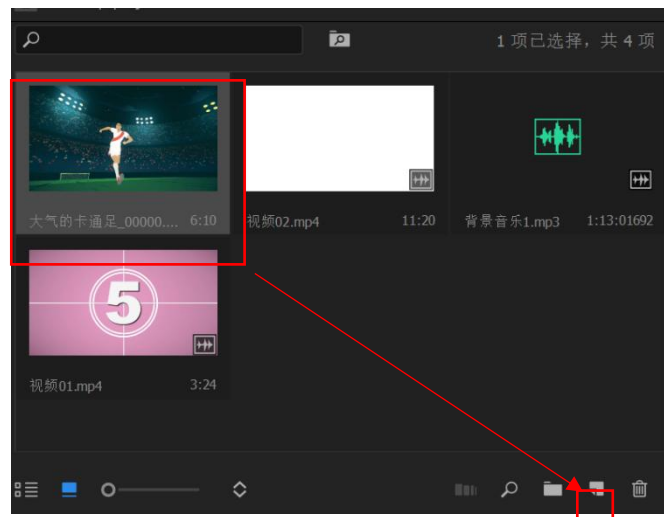 1 项已选择，共 4 项
大气的卡通足_00000.... 6:10
视频02.mp4 11:20
背景音乐1.mp3 1:13:01692
5
视频01.mp4 3:24